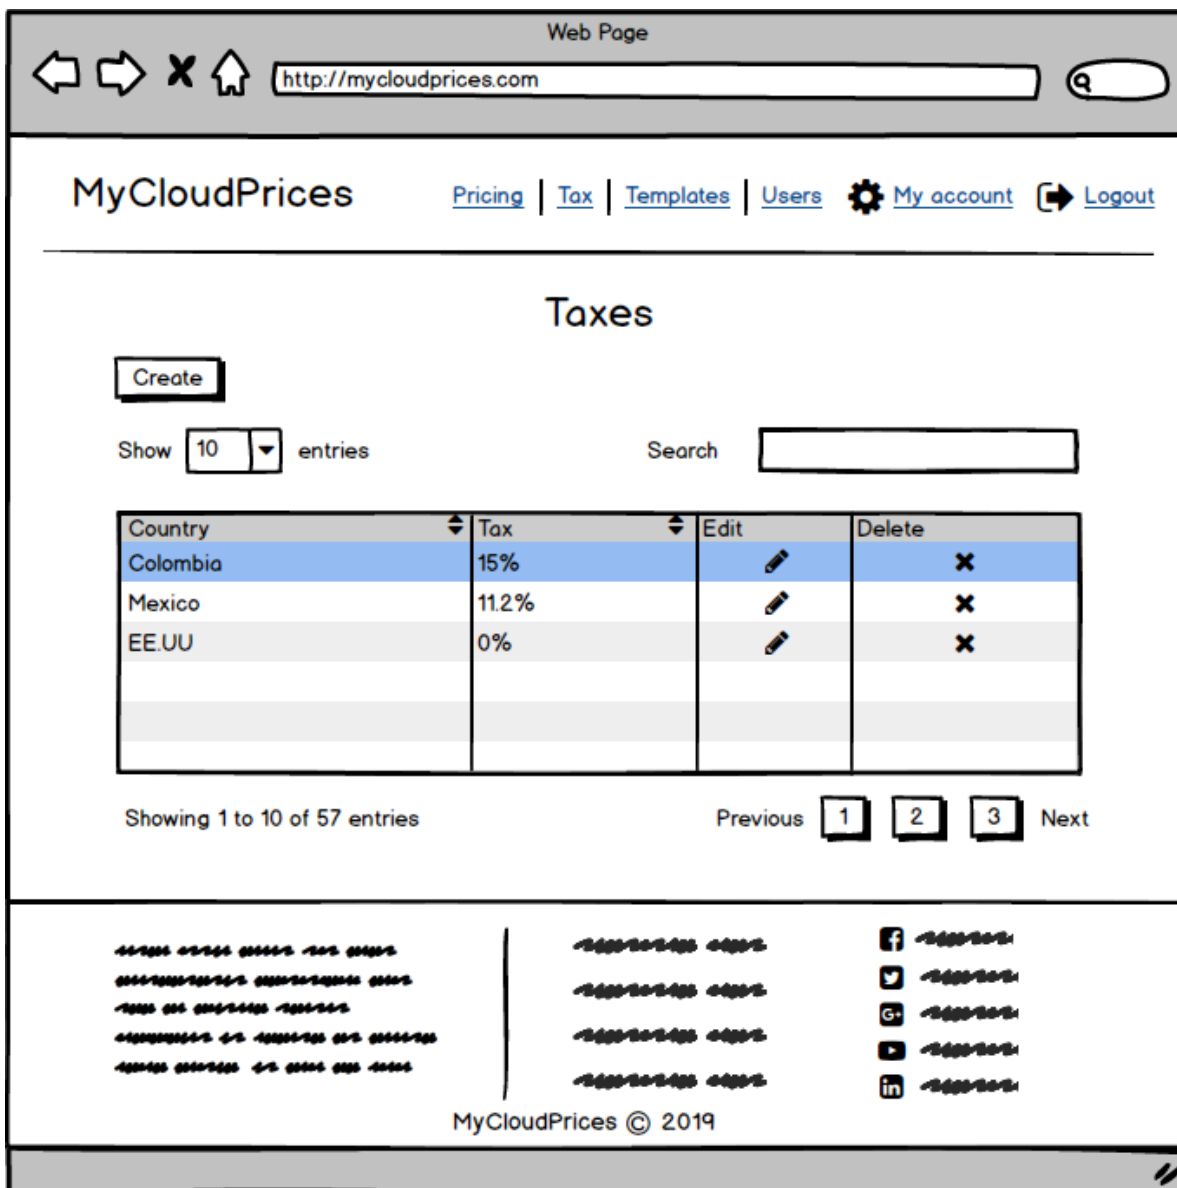 Web Page
http://mycloudprices.com
MyCloudPrices Pricing Tax Templates Users My account Logout
Taxes
Create
Show 10 entries Search
Country Tax Edit Delete
Colombia 15%
Mexico 11.2%
EE.UU 0%
Showing 1 to 10 of 57 entries Previous 1 2 3 Next
MyCloudPrices © 2019